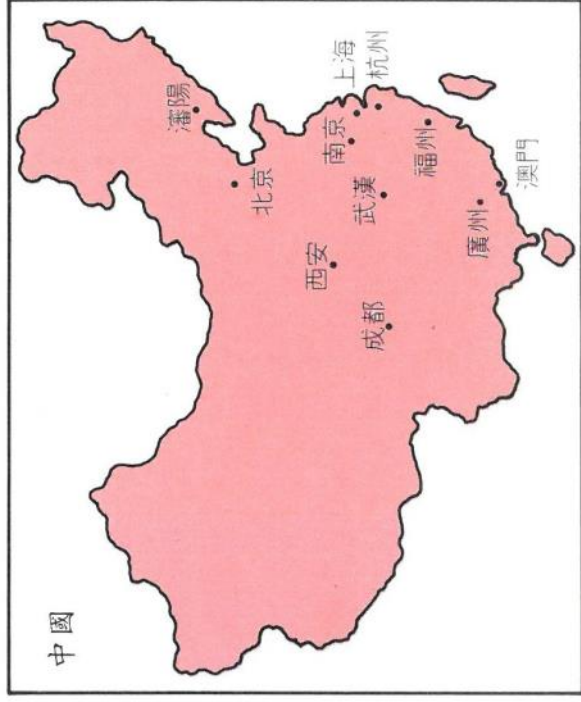 中國
瀋陽
北京
西安
成都
南京
上海
杭州
武漢
福州
廣州
澳門